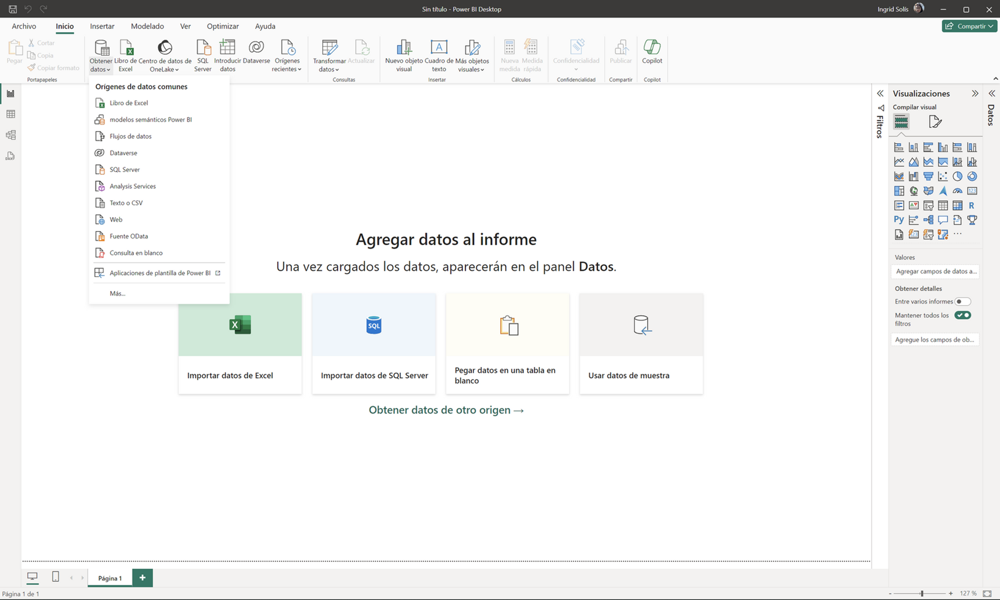 Sin título - Power BI Desktop
Ingrid Solís
Archivo Inicio Insertar Modelado Ver Optimizar Ayuda
Compartir
Pegar
Cortar
Copia
Copiar formato
Portapapeles
Obtener datos
Libro de Excel
Centro de datos de OneLake
SQL Server
Introducir datos
Dataverse
Orígenes recientes
Transformar datos
Actualizar
Consultas
Nuevo objeto visual
Cuadro de texto
Más objetos visuales
Insertar
Nueva medida
Medida rápida
Cálculos
Confidencialidad
Confidencialidad
Publicar
Compartir
Copilot
Copilot
Orígenes de datos comunes
Libro de Excel
modelos semánticos Power BI
Flujos de datos
Dataverse
SQL Server
Analysis Services
Texto o CSV
Web
Fuente OData
Consulta en blanco
Aplicaciones de plantilla de Power BI
Más...
DAX
Agregar datos al informe
Una vez cargados los datos, aparecerán en el panel Datos.
SQL
Importar datos de Excel
Importar datos de SQL Server
Pegar datos en una tabla en
blanco
Usar datos de muestra
Obtener datos de otro origen →
Filtros
Visualizaciones
Compilar visual
123
R
Py
123
...
Valores
Agregar campos de datos a...
Obtener detalles
Entre varios informes
Mantener todos los
filtros
Agregue los campos de ob...
Datos
Página 1
+
Página 1 de 1
- + 127 %